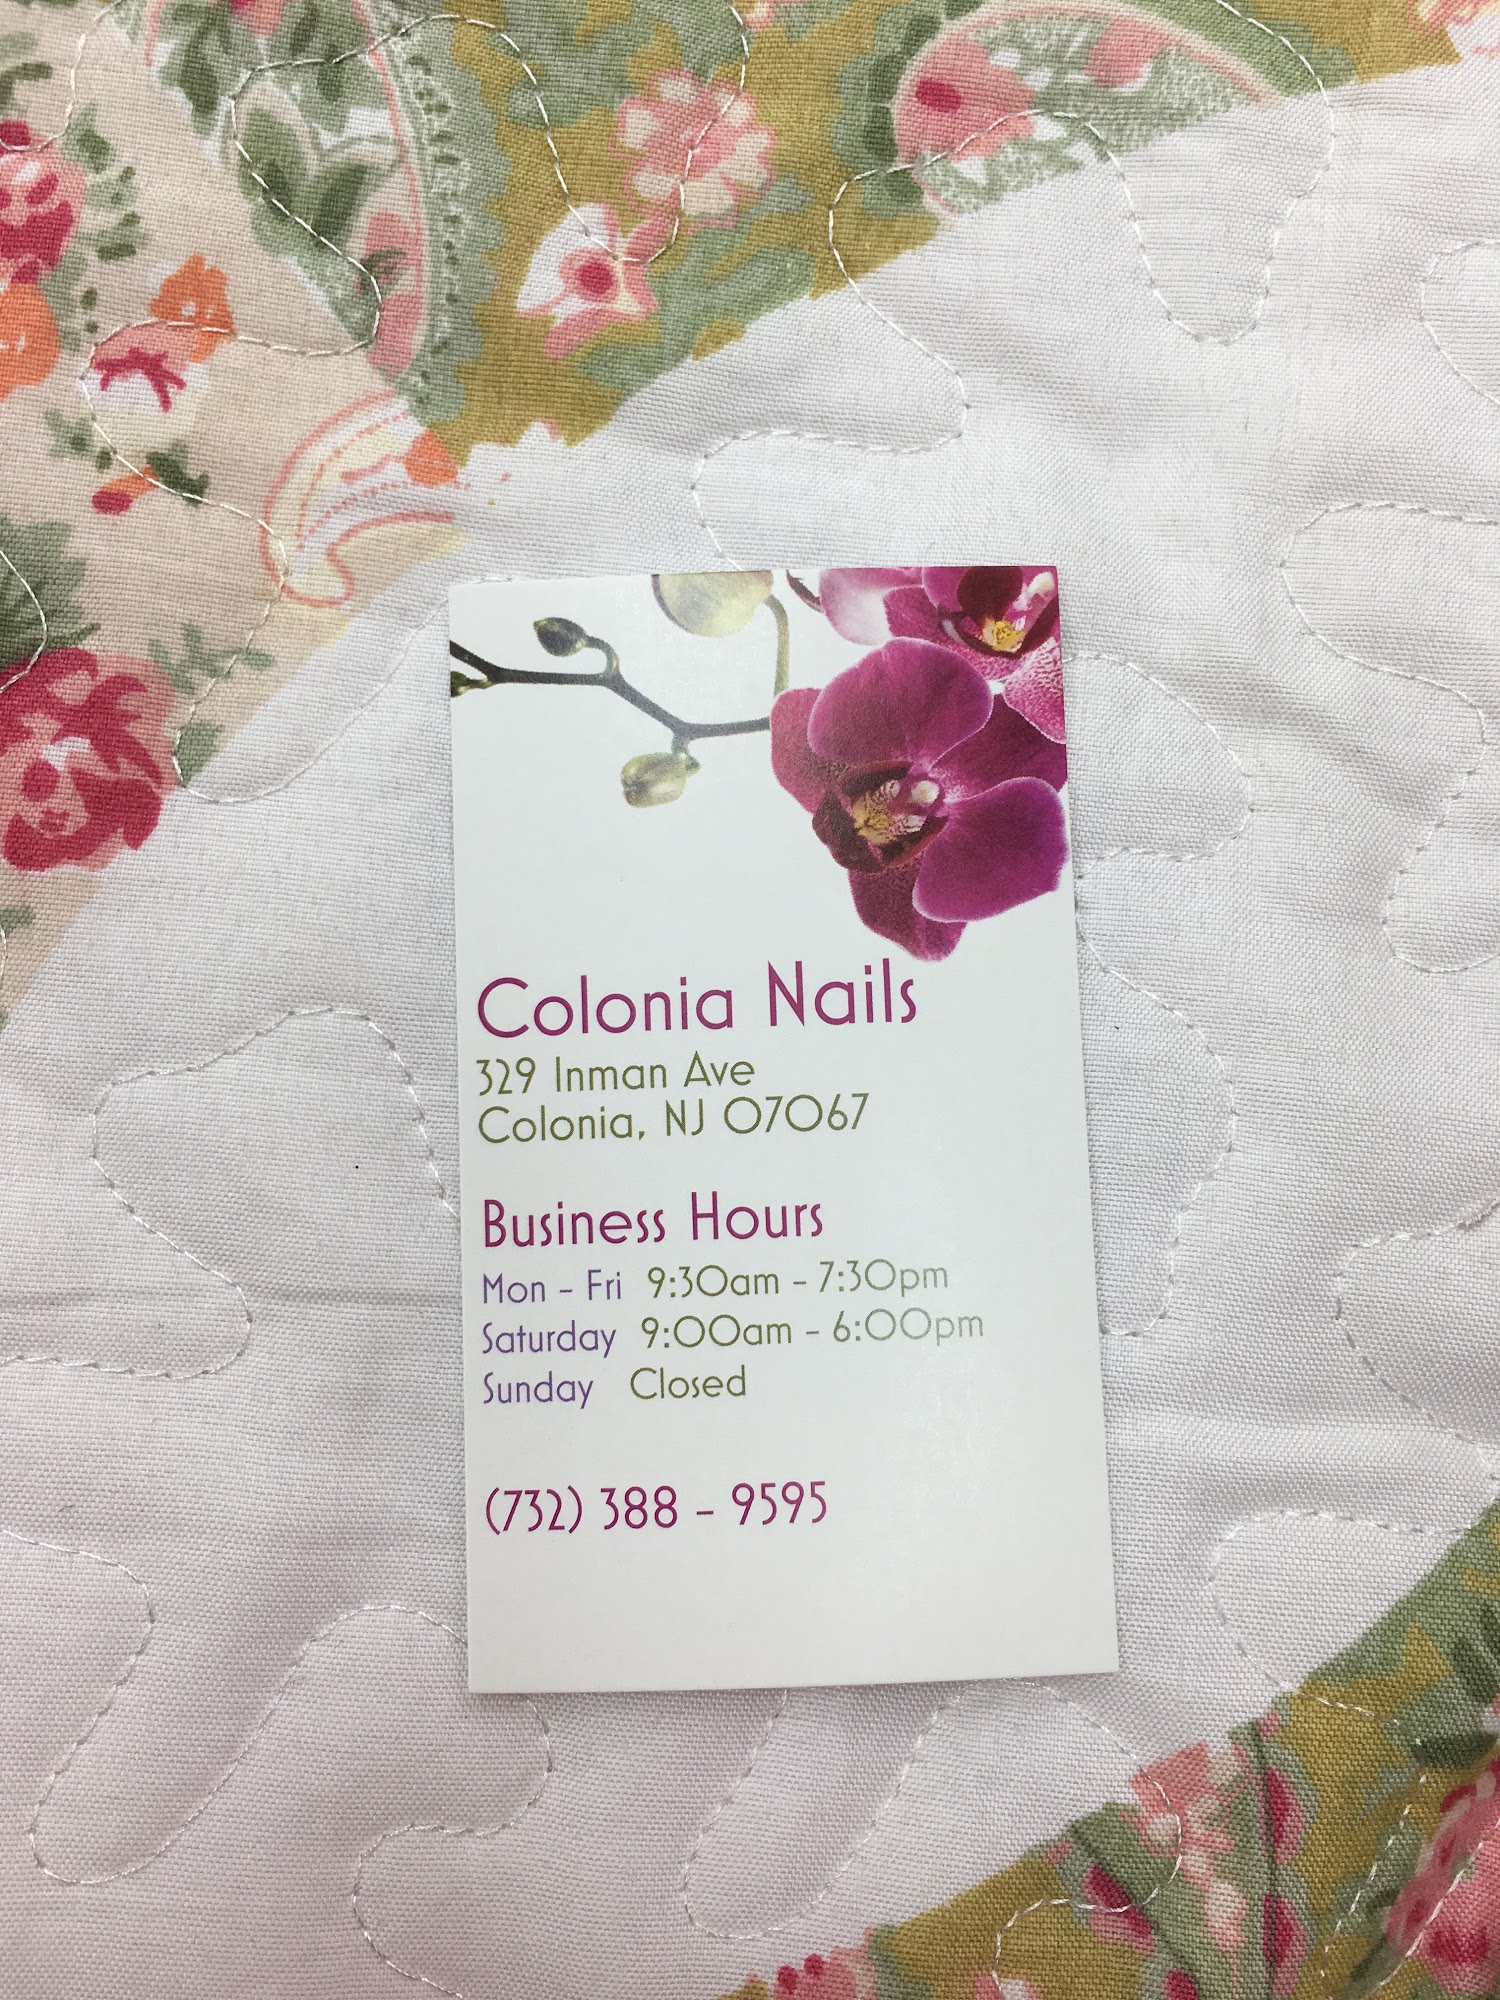 Colonia Nails
329 Inman Ave
Colonia, NJ 07067
Business Hours
Mon - Fri 9:30am - 7:30pm
Saturday 9:00am - 6:00pm
Sunday Closed
(732) 388 - 9595